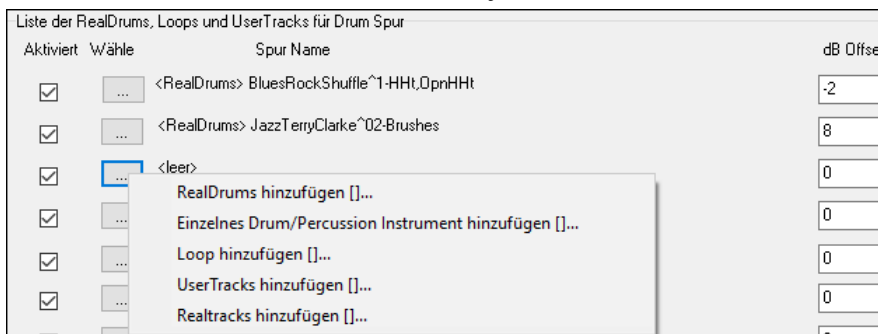 Liste der RealDrums, Loops und UserTracks für Drum Spur
Aktiviert Wähle Spur Name dB Offse
... <RealDrums> BluesRockShuffle^1-HHt,OpnHHt -2
... <RealDrums> JazzTerryClarke^02-Brushes 8
... <leer> 0
RealDrums hinzufügen []...
... Einzelnes Drum/Percussion Instrument hinzufügen []... 0
... Loop hinzufügen []... 0
UserTracks hinzufügen []...
... Realtracks hinzufügen []... 0